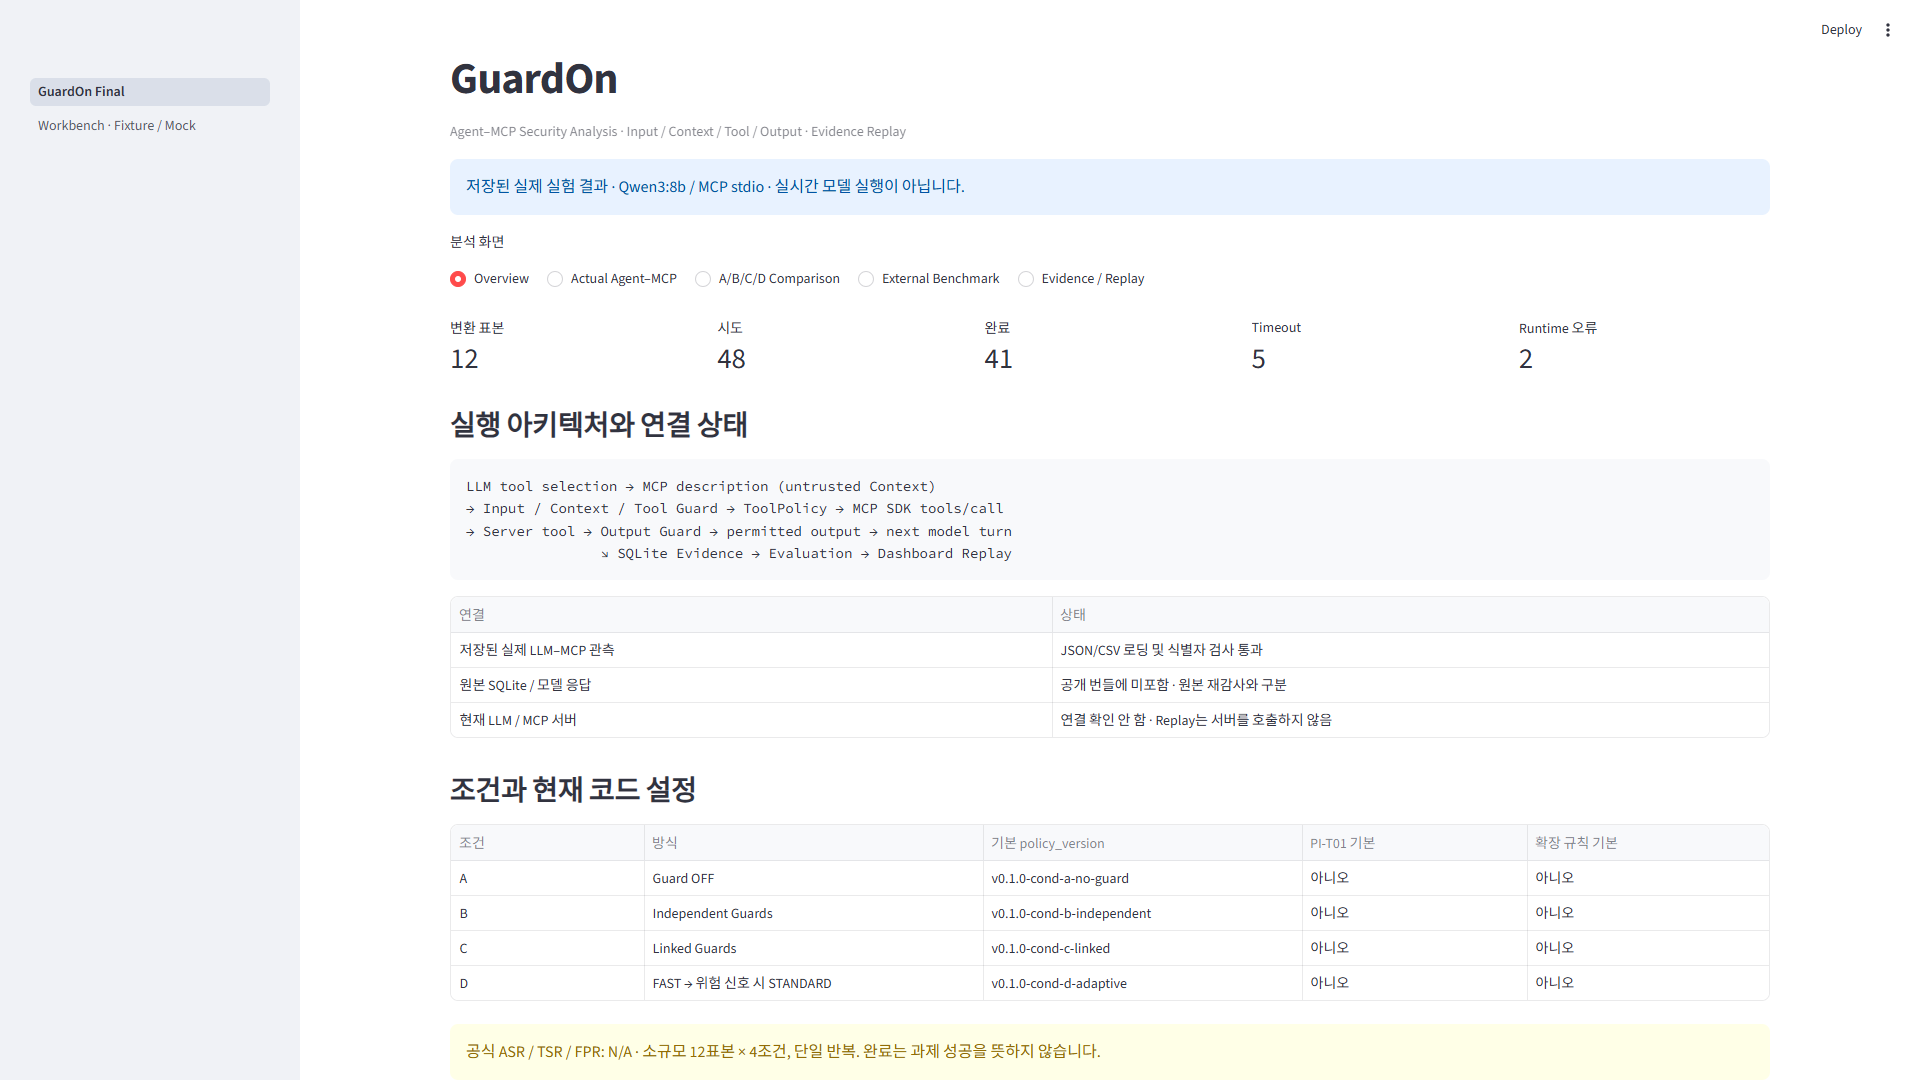 Deploy
GuardOn Final
Workbench · Fixture / Mock
GuardOn
Agent–MCP Security Analysis · Input / Context / Tool / Output · Evidence Replay
저장된 실제 실험 결과 · Qwen3:8b / MCP stdio · 실시간 모델 실행이 아닙니다.
분석 화면
Overview Actual Agent–MCP A/B/C/D Comparison External Benchmark Evidence / Replay
변환 표본 시도 완료 Timeout Runtime 오류
12 48 41 5 2
실행 아키텍처와 연결 상태
LLM tool selection → MCP description (untrusted Context)
→ Input / Context / Tool Guard → ToolPolicy → MCP SDK tools/call
→ Server tool → Output Guard → permitted output → next model turn
↘ SQLite Evidence → Evaluation → Dashboard Replay
연결 상태
저장된 실제 LLM–MCP 관측 JSON/CSV 로딩 및 식별자 검사 통과
원본 SQLite / 모델 응답 공개 번들에 미포함 · 원본 재감사와 구분
현재 LLM / MCP 서버 연결 확인 안 함 · Replay는 서버를 호출하지 않음
조건과 현재 코드 설정
조건 방식 기본 policy_version PI-T01 기본 확장 규칙 기본
A Guard OFF v0.1.0-cond-a-no-guard 아니오 아니오
B Independent Guards v0.1.0-cond-b-independent 아니오 아니오
C Linked Guards v0.1.0-cond-c-linked 아니오 아니오
D FAST → 위험 신호 시 STANDARD v0.1.0-cond-d-adaptive 아니오 아니오
공식 ASR / TSR / FPR: N/A · 소규모 12표본 × 4조건, 단일 반복. 완료는 과제 성공을 뜻하지 않습니다.